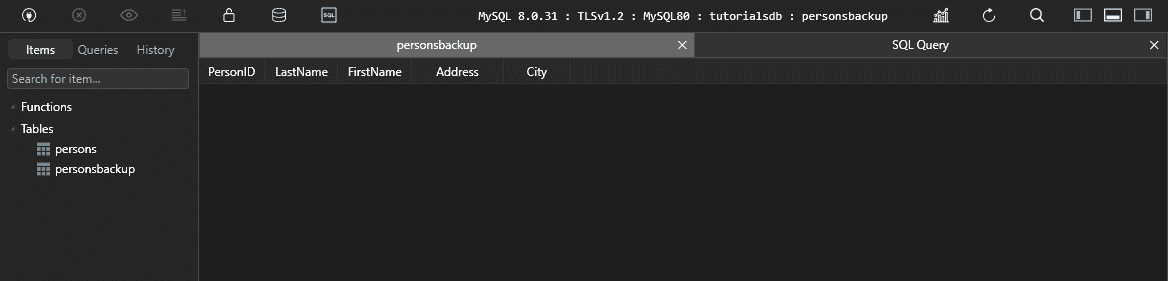 SQL
MySQL 8.0.31 : TLSv1.2 : MySQL80 : tutorialsdb : personsbackup
Items Queries History
personsbackup
SQL Query
Search for item...
PersonID LastName FirstName Address City
Functions
Tables
persons
personsbackup